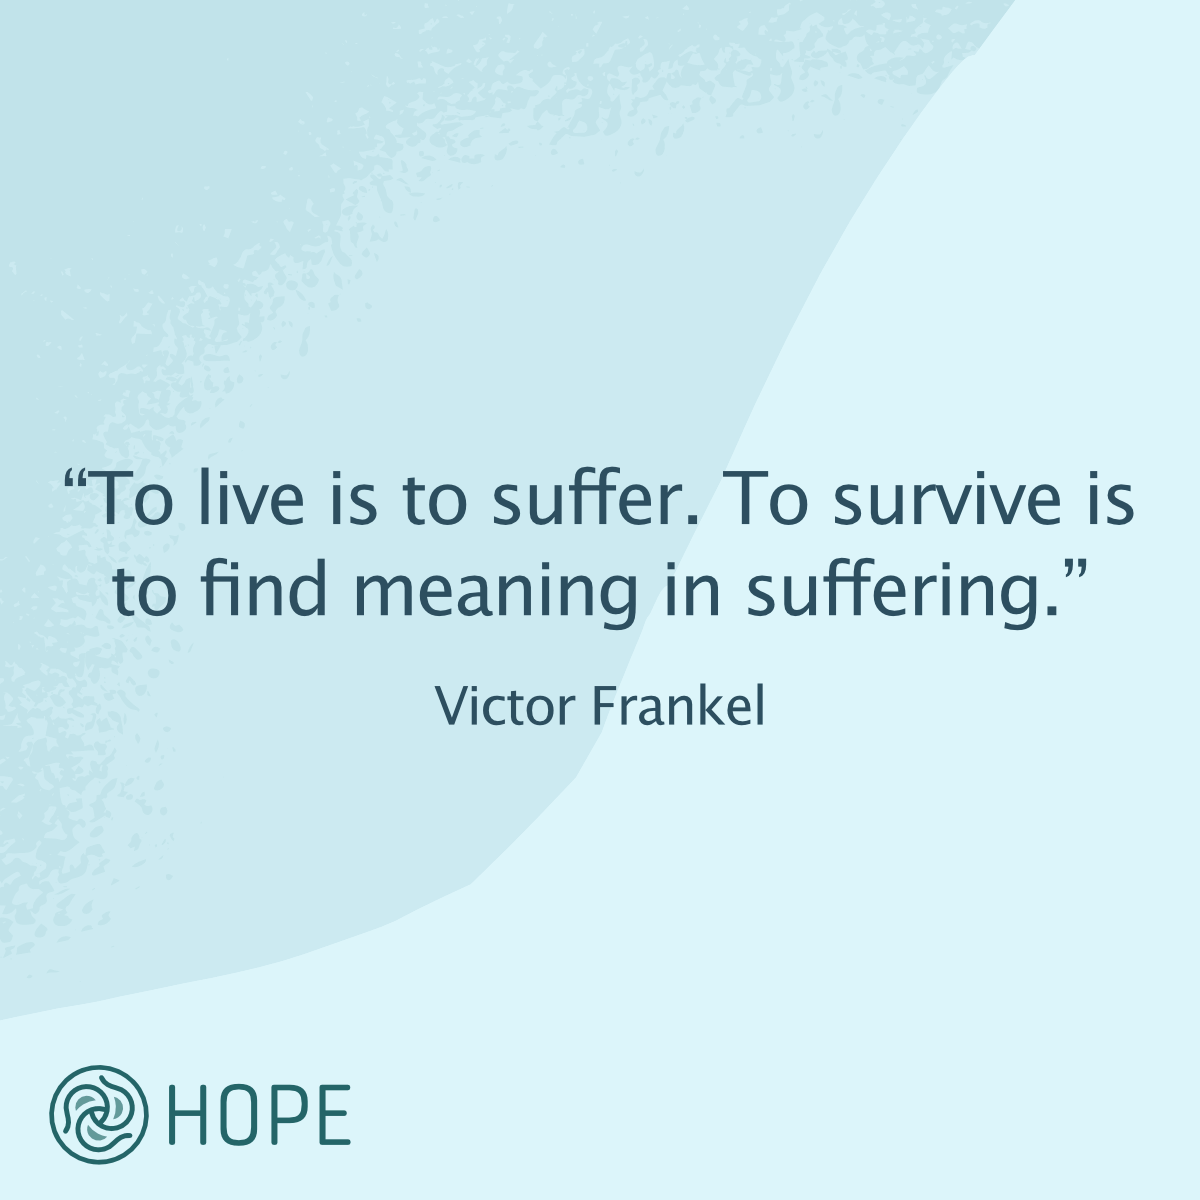 “To live is to suffer. To survive is
to find meaning in suffering.”
Victor Frankel
HOPE